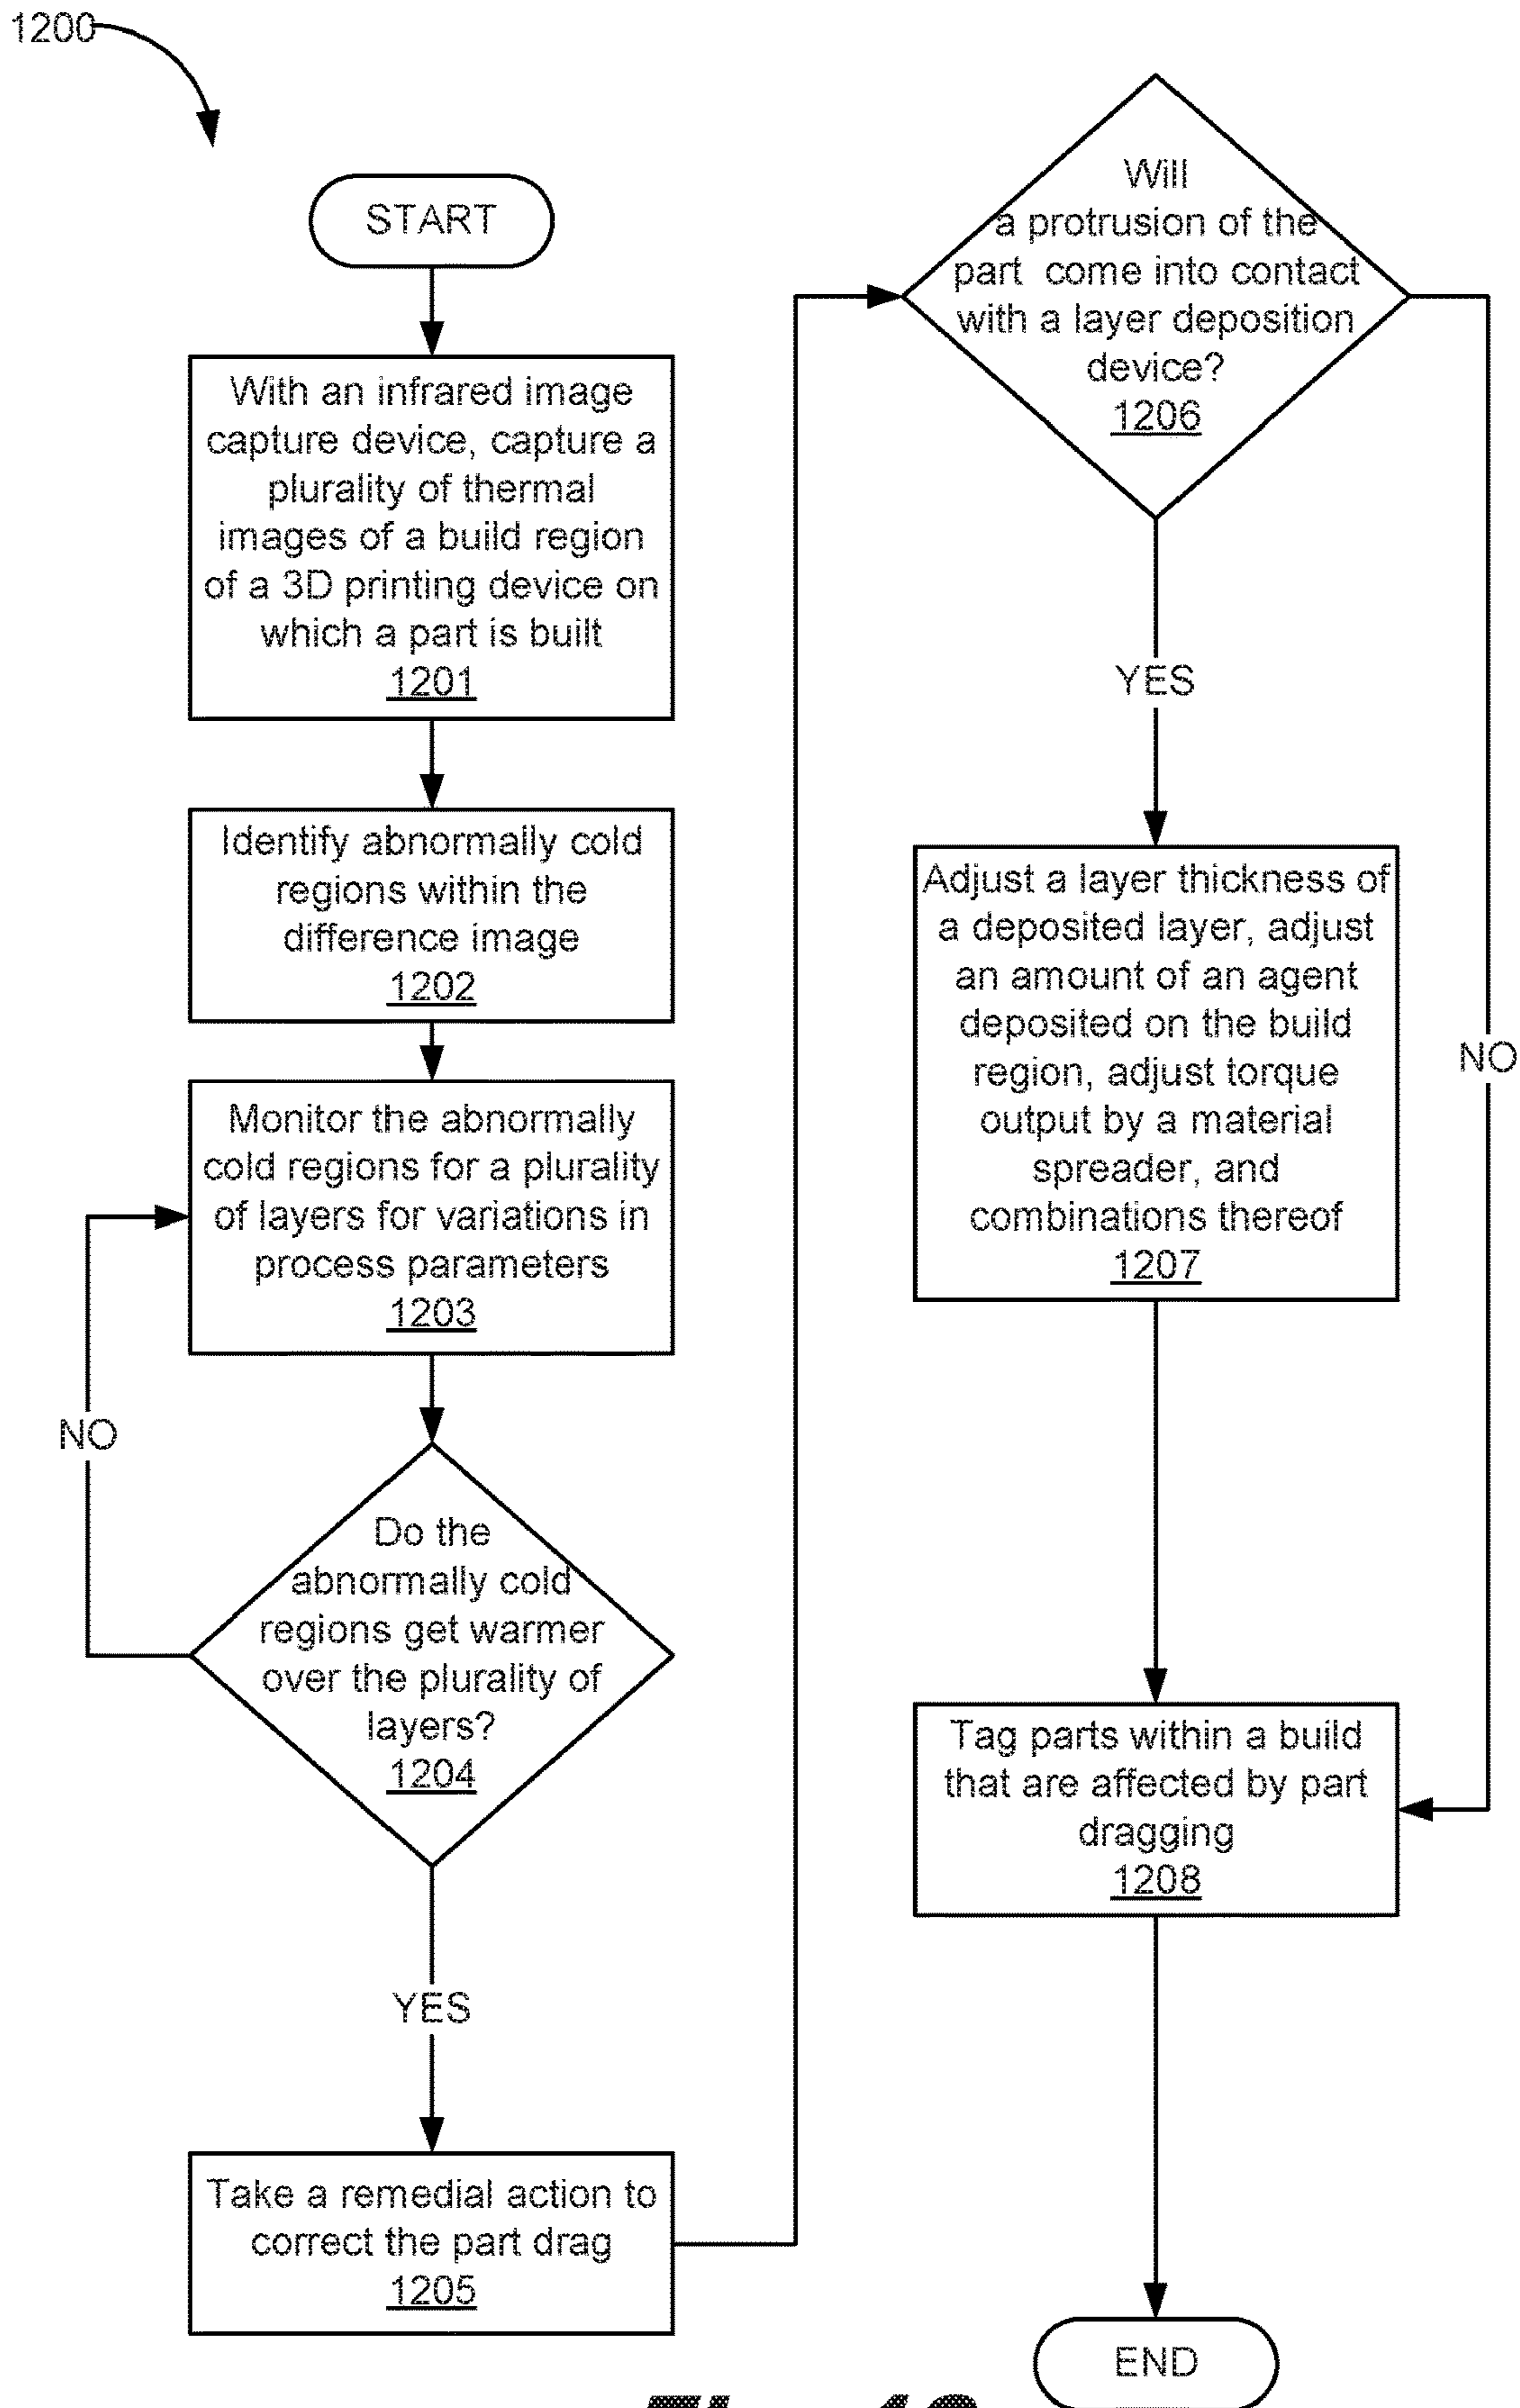 1200
START
With an infrared image
capture device, capture a
plurality of thermal
images of a build region
of a 3D printing device on
which a part is built
1201
Identify abnormally cold
regions within the
difference image
1202
Monitor the abnormally
cold regions for a plurality
of layers for variations in
process parameters
1203
NO
Do the
abnormally cold
regions get warmer
over the plurality of
layers?
1204
YES
Take a remedial action to
correct the part drag
1205
Will
a protrusion of the
part come into contact
with a layer deposition
device?
1206
YES
NO
Adjust a layer thickness of
a deposited layer, adjust
an amount of an agent
deposited on the build
region, adjust torque
output by a material
spreader, and
combinations thereof
1207
Tag parts within a build
that are affected by part
dragging
1208
END